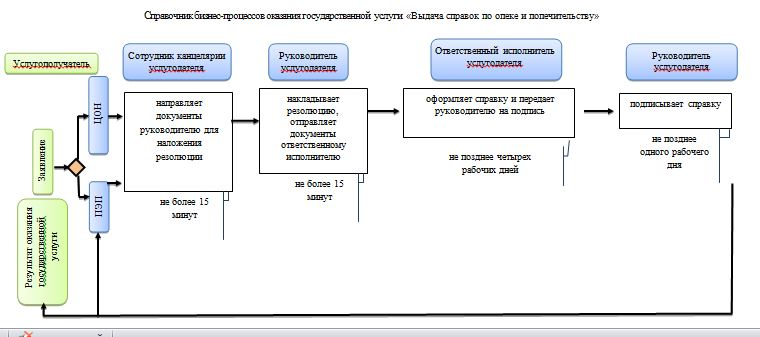 Справочник бизнес-процессов оказания государственной услуги «Выдача справок по опеке и попечительству»
Услугополучатель
Сотрудник канцелярии
услугодателя
Руководитель
услугодателя
Ответственный исполнитель
услугодателя
Руководитель
услугодателя
Заявление
ЦОН
ПЭП
Результат оказания
государственной
услуги
направляет
документы
руководителю для
наложения
резолюции
не более 15
минут
накладывает
резолюцию,
отправляет
документы
ответственному
исполнителю
не более 15
минут
оформляет справку и передает
руководителю на подпись
не позднее четырех
рабочих дней
подписывает справку
не позднее
одного рабочего
дня